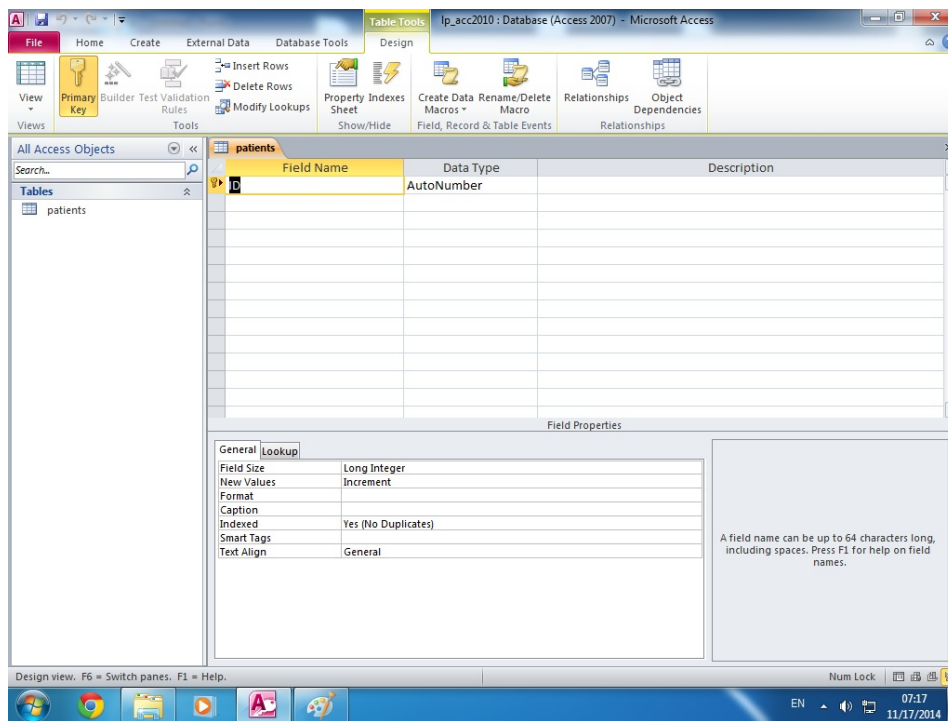 Table Tools lp_acc2010 : Database (Access 2007) - Microsoft Access
File Home Create External Data Database Tools Design
View
Views
Primary Key
Builder
Test Validation Rules
Insert Rows
Delete Rows
Modify Lookups
Tools
Property Sheet
Indexes
Show/Hide
Create Data Macros
Rename/Delete Macro
Field, Record & Table Events
Relationships
Object Dependencies
Relationships
All Access Objects
Search...
Tables
patients
patients
Field Name Data Type Description
ID AutoNumber
Field Properties
General Lookup
Field Size Long Integer
New Values Increment
Format
Caption
Indexed Yes (No Duplicates)
Smart Tags
Text Align General
A field name can be up to 64 characters long,
including spaces. Press F1 for help on field
names.
Design view. F6 = Switch panes. F1 = Help.
Num Lock
EN
07:17
11/17/2014